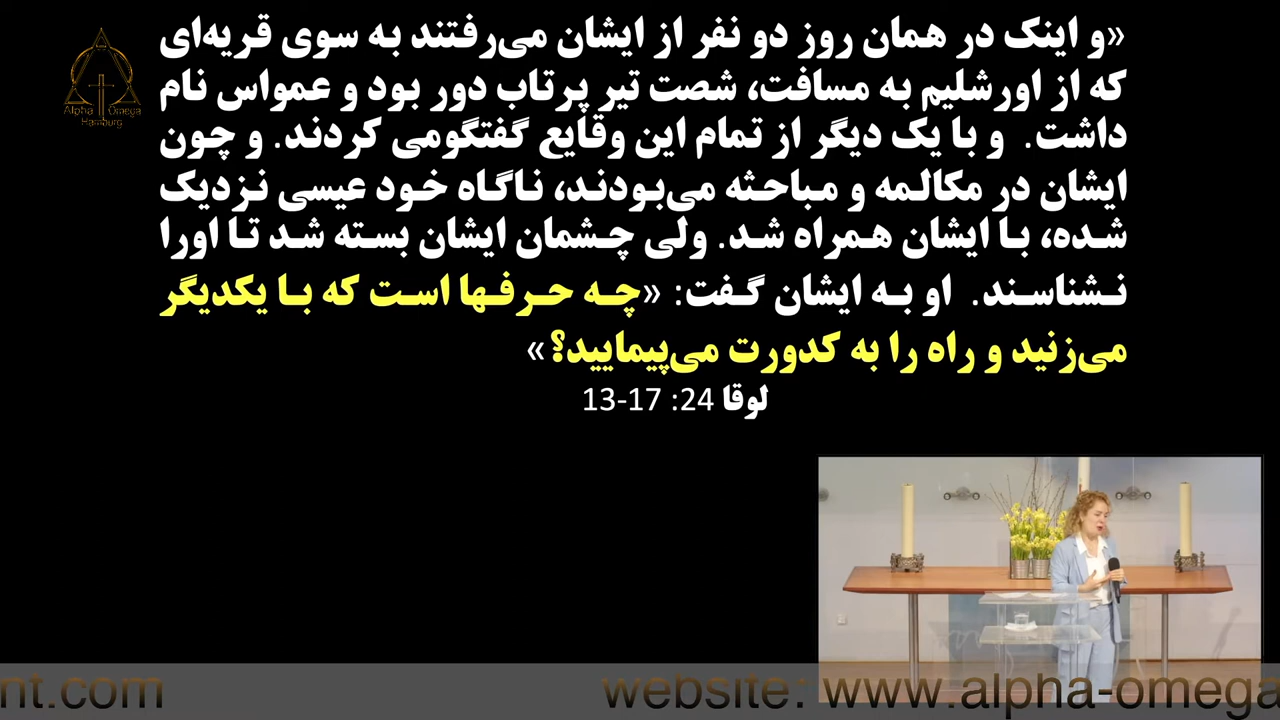 Alpha Omega
Hamburg
«و اینک در همان روز دو نفر از ایشان می‌رفتند به سوی قریه‌ای
که از اورشلیم به مسافت، شصت تیر پرتاب دور بود و عمواس نام
داشت. و با یک دیگر از تمام این وقایع گفتگومی کردند. و چون
ایشان در مکالمه و مباحثه می‌بودند، ناگاه خود عیسی نزدیک
شده، با ایشان همراه شد. ولی چشمان ایشان بسته شد تا اورا
نشناسند. او به ایشان گفت: «چه حرفها است که با یکدیگر
می‌زنید و راه را به کدورت می‌پیمایید؟»
لوقا 24: 17-13
nt.com website: www.alpha-omega